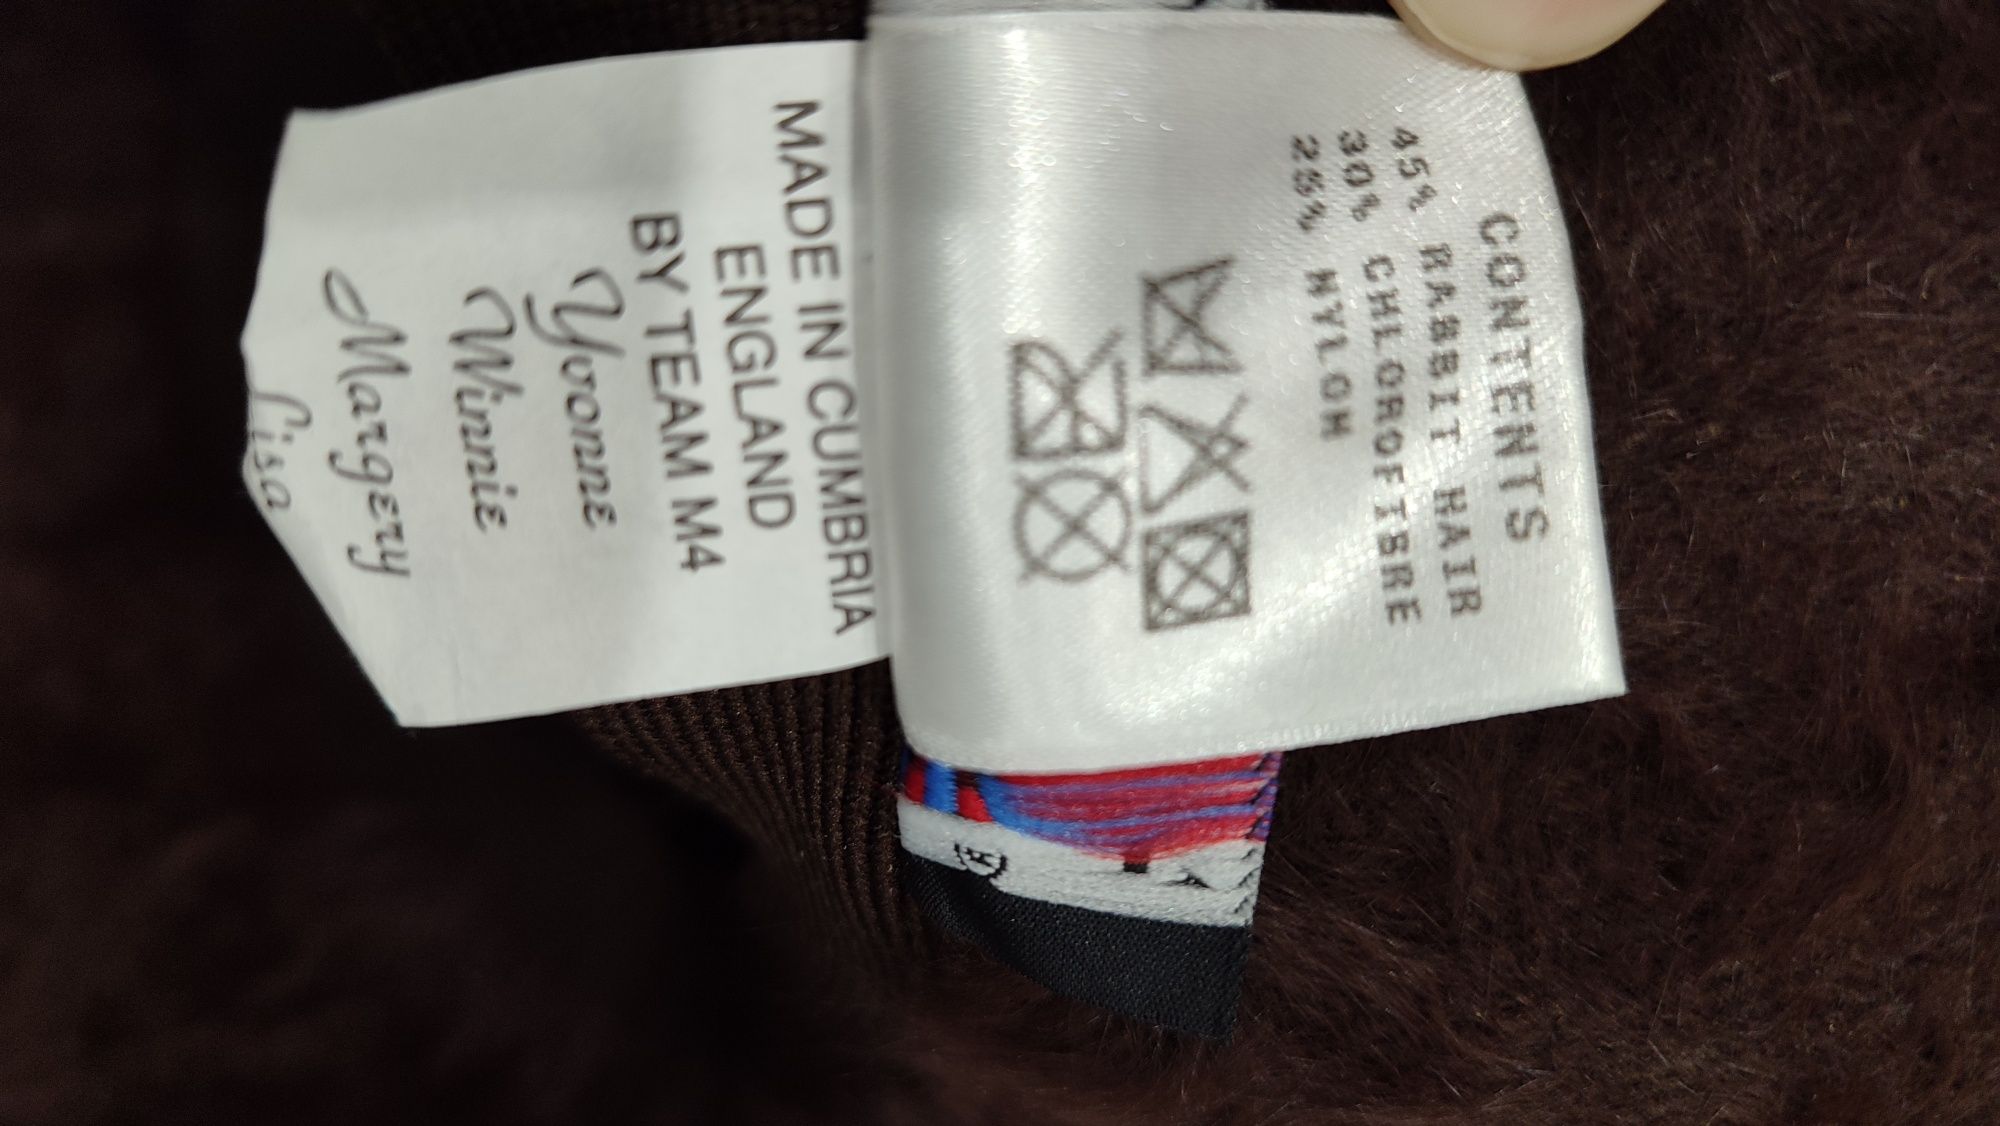 CONTENTS
45% RABBIT HAIR
30% CHLOROFIBRE
25% NYLON
MADE IN CUMBRIA
ENGLAND
BY TEAM M4
Yvonne
Winnie
Margery
Lisa